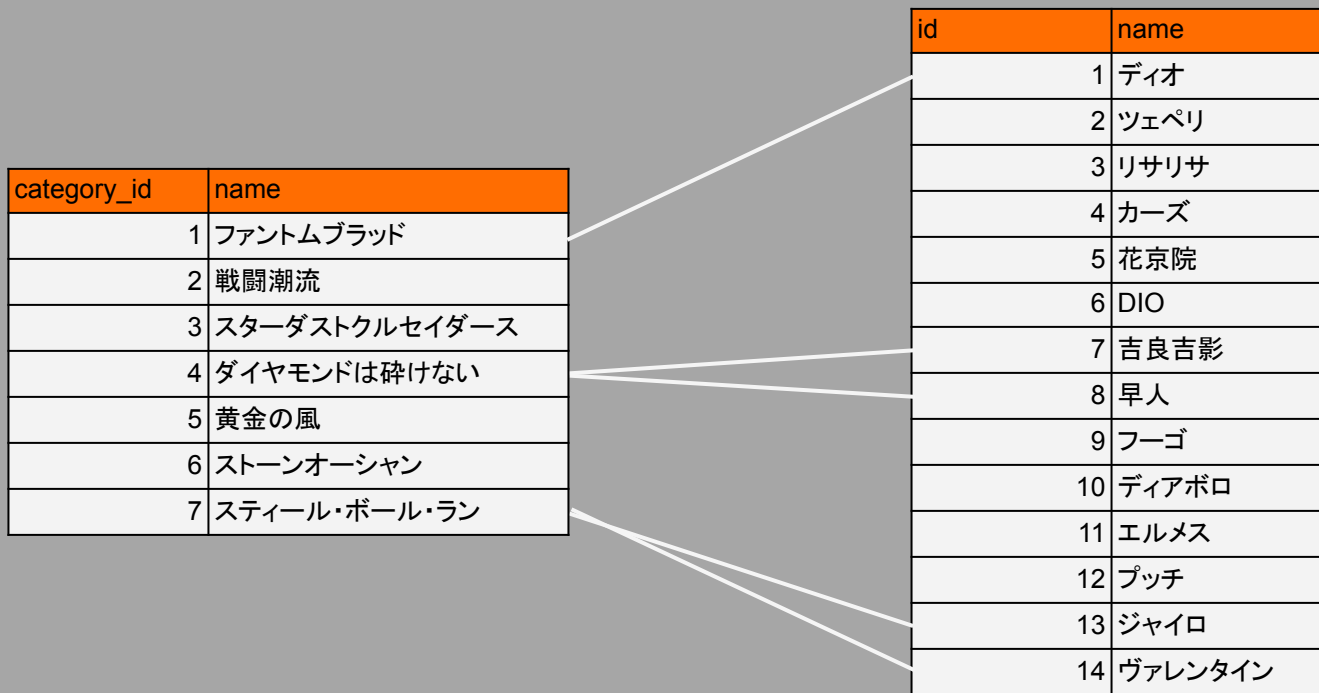 category_id name
1 ファントムブラッド
2 戦闘潮流
3 スターダストクルセイダース
4 ダイヤモンドは砕けない
5 黄金の風
6 ストーンオーシャン
7 スティール・ボール・ラン
id name
1 ディオ
2 ツェペリ
3 リサリサ
4 カーズ
5 花京院
6 DIO
7 吉良吉影
8 早人
9 フーゴ
10 ディアボロ
11 エルメス
12 プッチ
13 ジャイロ
14 ヴァレンタイン